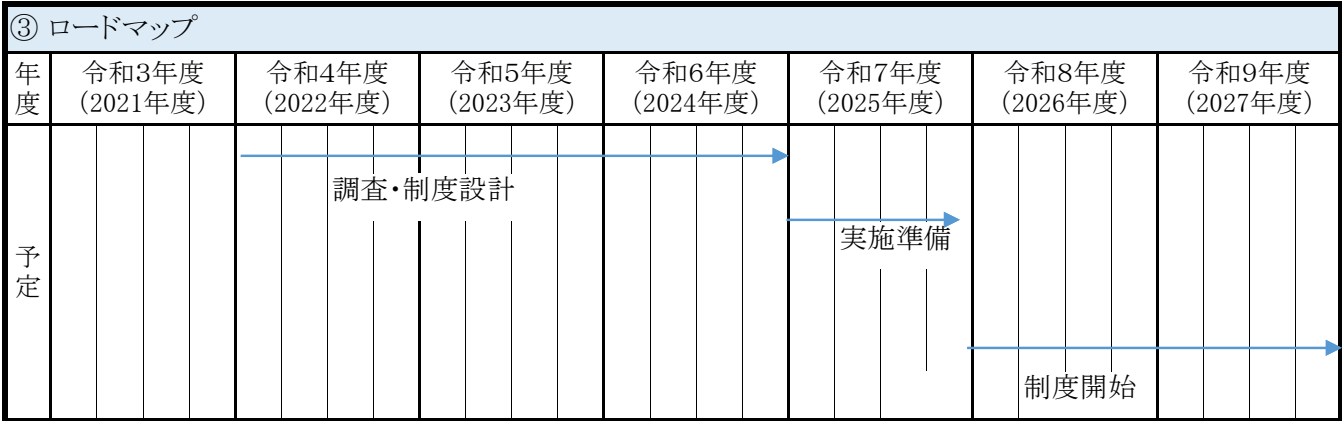 ③ ロードマップ
年度
令和3年度
(2021年度)
令和4年度
(2022年度)
令和5年度
(2023年度)
令和6年度
(2024年度)
令和7年度
(2025年度)
令和8年度
(2026年度)
令和9年度
(2027年度)
予定
調査・制度設計
実施準備
制度開始